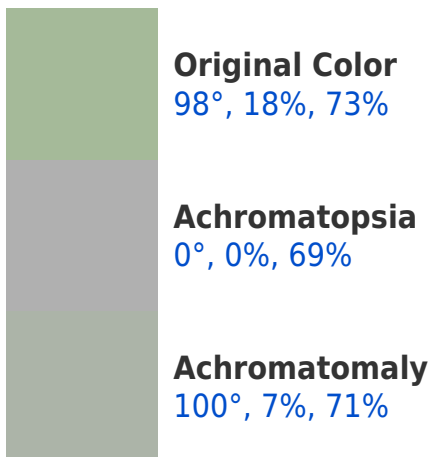 Original Color
98°, 18%, 73%
Achromatopsia
0°, 0%, 69%
Achromatomaly
100°, 7%, 71%